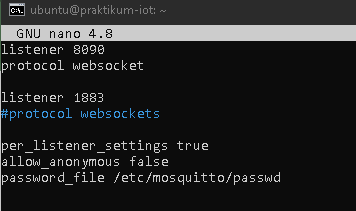 ubuntu@praktikum-iot: ~
GNU nano 4.8
listener 8090
protocol websocket
listener 1883
#protocol websockets
per_listener_settings true
allow_anonymous false
password_file /etc/mosquitto/passwd